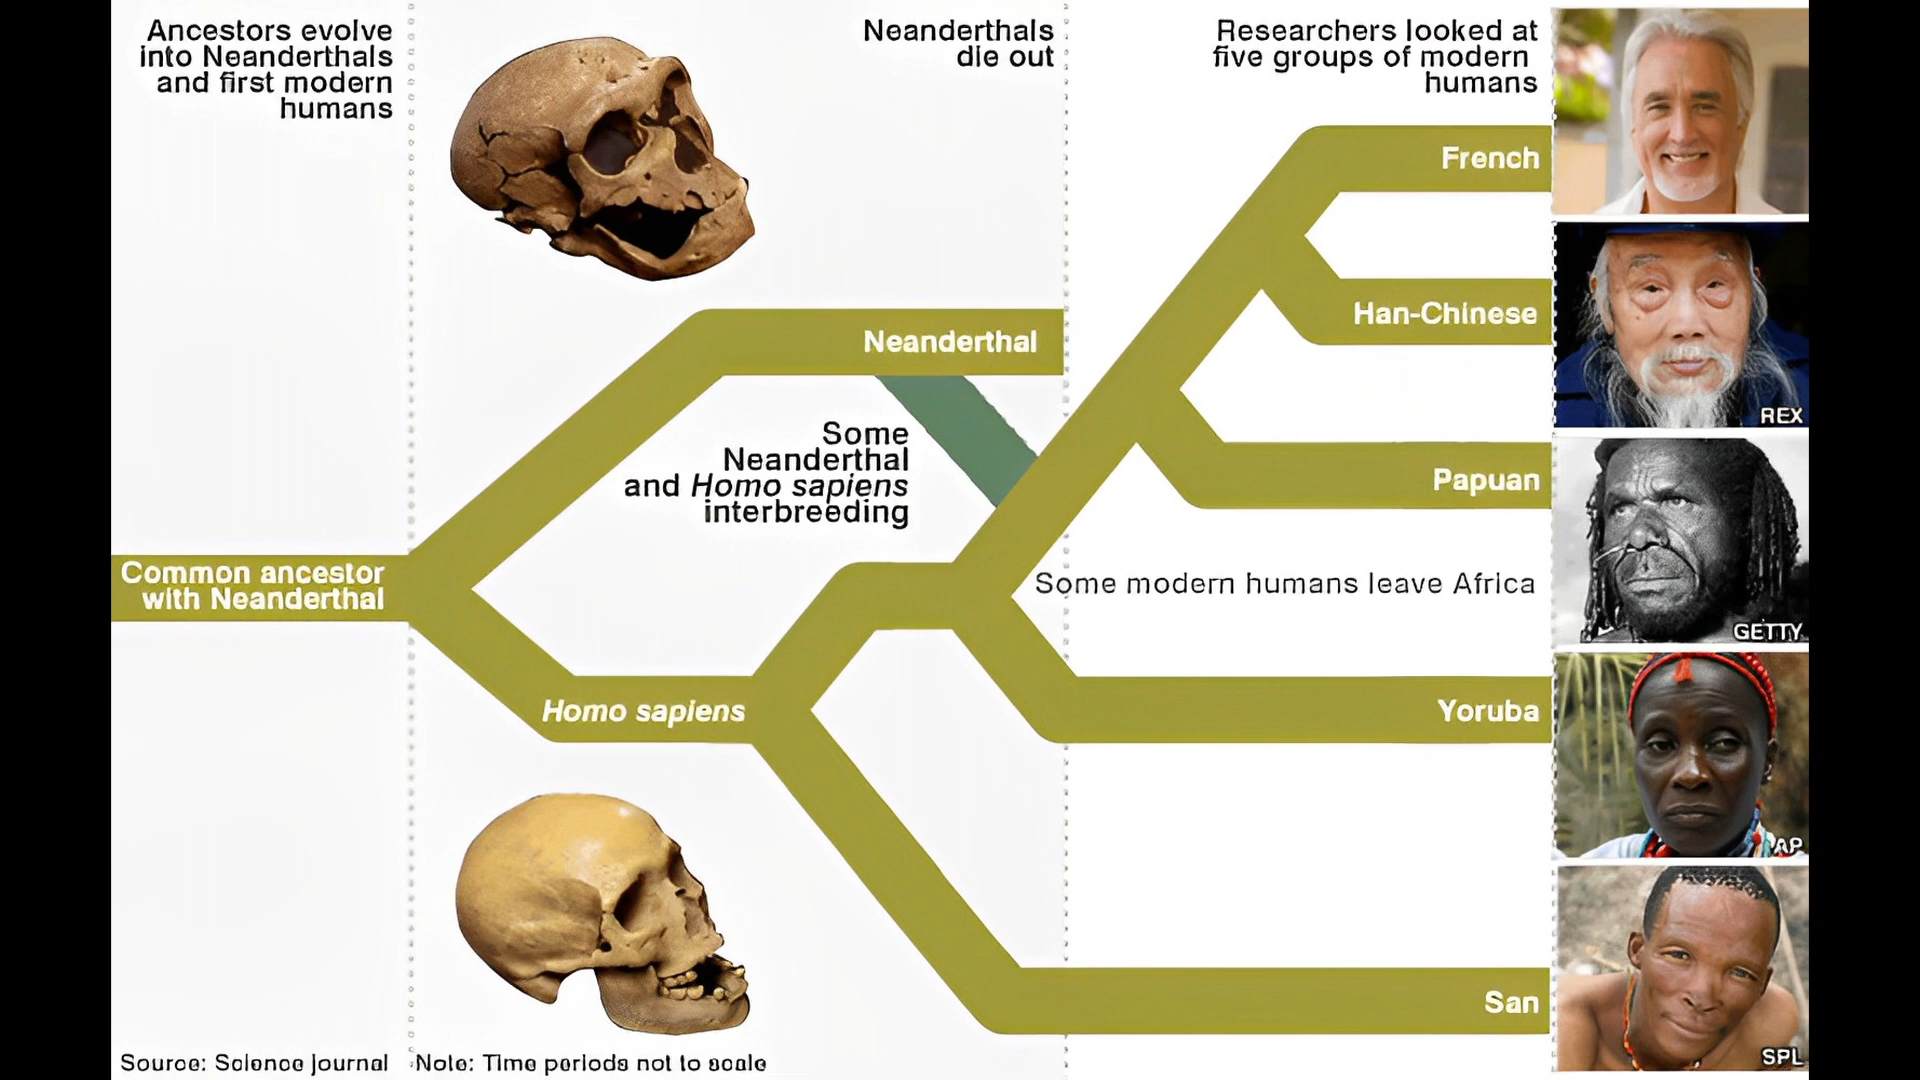 Ancestors evolve
into Neanderthals
and first modern
humans
Neanderthals
die out
Researchers looked at
five groups of modern
humans
French
Han-Chinese
REX
Neanderthal
Some
Neanderthal
and Homo sapiens
interbreeding
Papuan
Common ancestor
with Neanderthal
Some modern humans leave Africa
GETTY
Homo sapiens
Yoruba
AP
San
SPL
Source: Science journal
Note: Time periods not to scale